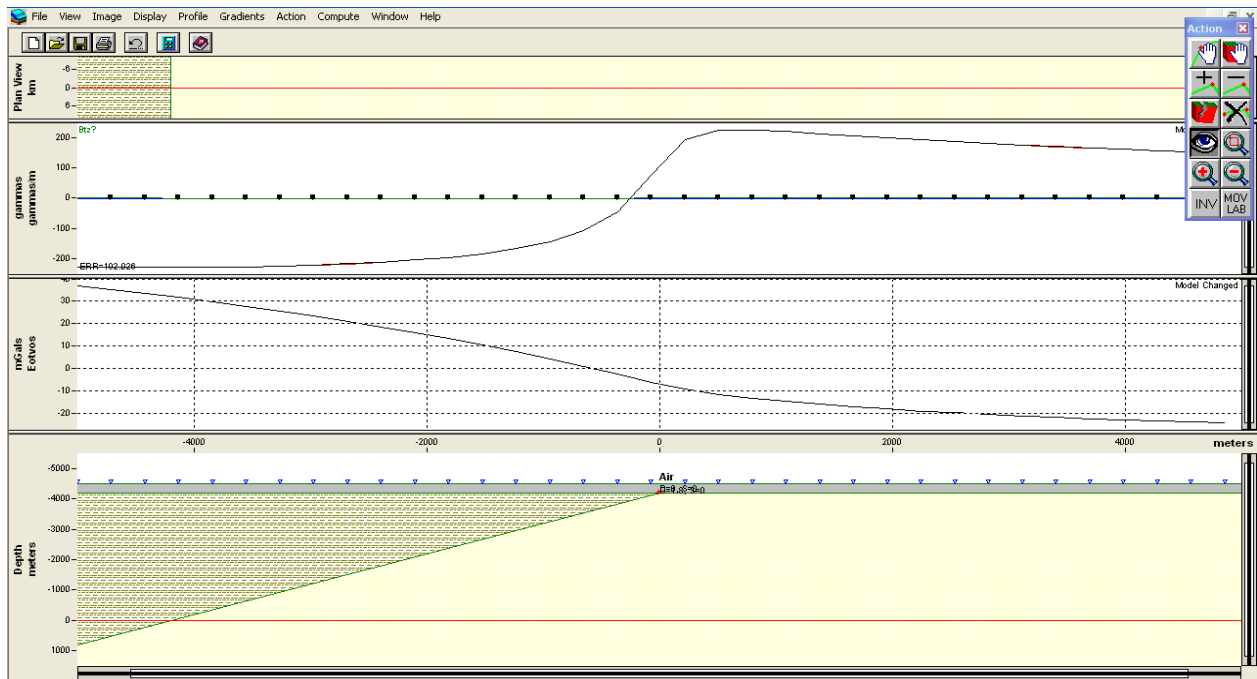 File View Image Display Profile Gradients Action Compute Window Help
Action
Plan View
km
-6
0
6
INV MOV LAB
gammas
gammas/m
200
100
0
-100
-200
Btz?
ERR=102.026
mGals
Eotvos
40
30
20
10
0
-10
-20
Model Changed
-4000 -2000 0 2000 4000 meters
Depth
meters
-5000
-4000
-3000
-2000
-1000
0
1000
Air